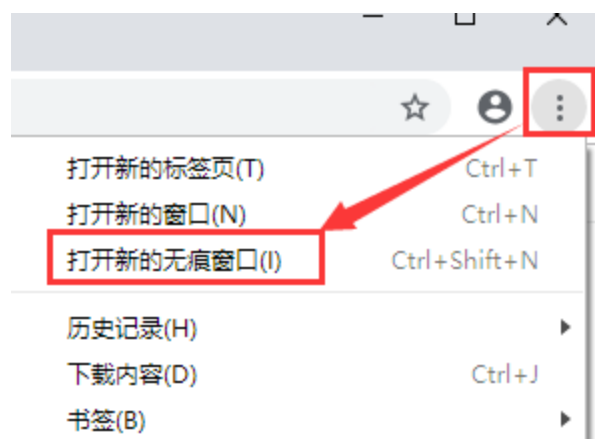 打开新的标签页(T) Ctrl+T
打开新的窗口(N) Ctrl+N
打开新的无痕窗口(I) Ctrl+Shift+N
历史记录(H)
下载内容(D) Ctrl+J
书签(B)